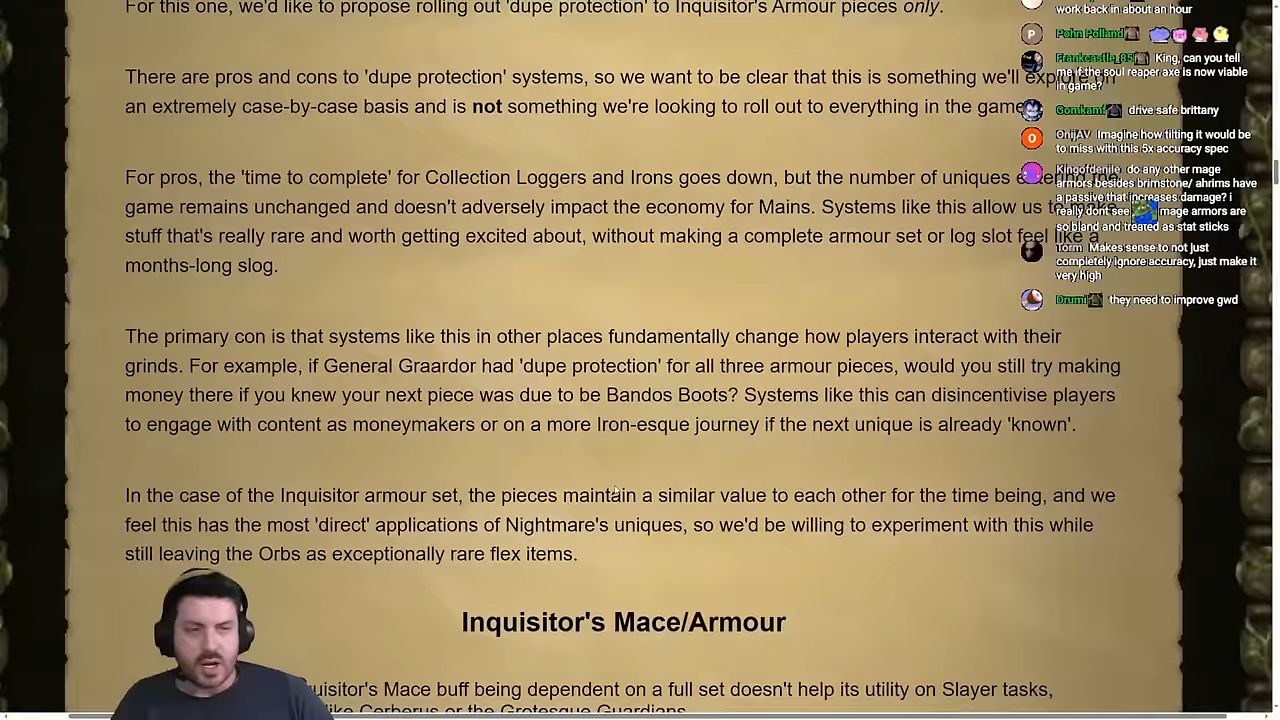 For this one, we'd like to propose rolling out 'dupe protection' to Inquisitor's Armour pieces only.
There are pros and cons to 'dupe protection' systems, so we want to be clear that this is something we'll
an extremely case-by-case basis and is not something we're looking to roll out to everything in the game
For pros, the 'time to complete' for Collection Loggers and Irons goes down, but the number of uniques
game remains unchanged and doesn't adversely impact the economy for Mains. Systems like this allow us
stuff that's really rare and worth getting excited about, without making a complete armour set or log slot feel like a
months-long slog.
The primary con is that systems like this in other places fundamentally change how players interact with their
grinds. For example, if General Graardor had 'dupe protection' for all three armour pieces, would you still try making
money there if you knew your next piece was due to be Bandos Boots? Systems like this can disincentivise players
to engage with content as moneymakers or on a more Iron-esque journey if the next unique is already 'known'.
In the case of the Inquisitor armour set, the pieces maintain a similar value to each other for the time being, and we
feel this has the most 'direct' applications of Nightmare's uniques, so we'd be willing to experiment with this while
still leaving the Orbs as exceptionally rare flex items.
Inquisitor's Mace/Armour
quisitor's Mace buff being dependent on a full set doesn't help its utility on Slayer tasks,
like Cerberus or the Grotesque Guardians
work back in about an hour
P
Pohn Polland
Frankcastle_85 King, can you tell
me if the soul reaper axe is now viable
in game?
Gomkamf drive safe brittany
O
OnijAV Imagine how tilting it would be
to miss with this 5x accuracy spec
Kingofdenile do any other mage
armors besides brimstone/ ahrims have
a passive that increases damage? i
really dont see mage armors are
so bland and treated as stat sticks
Torm Makes sense to not just
completely ignore accuracy, just make it
very high
Drumi they need to improve gwd